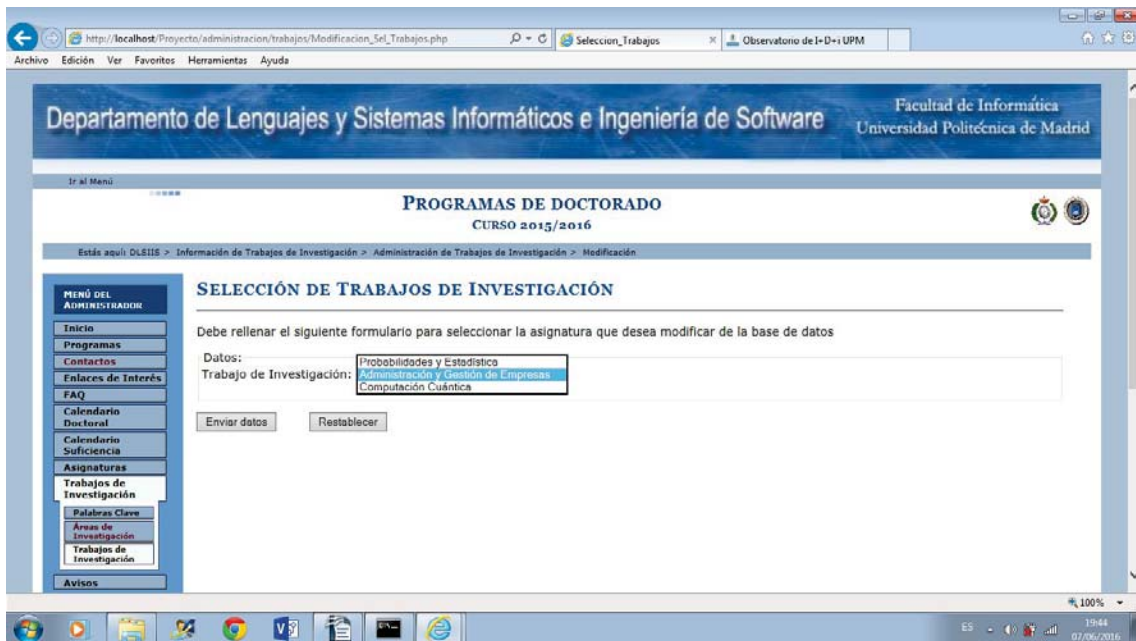 http://localhost/Proyecto/administracion/trabajos/Modificacion_Sel_Trabajos.php
Seleccion_Trabajos
Observatorio de I+D+i UPM
Archivo Edición Ver Favoritos Herramientas Ayuda
Departamento de Lenguajes y Sistemas Informáticos e Ingeniería de Software
Facultad de Informática
Universidad Politécnica de Madrid
Ir al Menú
PROGRAMAS DE DOCTORADO
CURSO 2015/2016
Estás aquí: DLSIIS > Información de Trabajos de Investigación > Administración de Trabajos de Investigación > Modificación
MENÚ DEL
ADMINISTRADOR
Inicio
Programas
Contactos
Enlaces de Interés
FAQ
Calendario
Doctoral
Calendario
Suficiencia
Asignaturas
Trabajos de
Investigación
Palabras Clave
Áreas de
Investigación
Trabajos de
Investigación
Avisos
SELECCIÓN DE TRABAJOS DE INVESTIGACIÓN
Debe rellenar el siguiente formulario para seleccionar la asignatura que desea modificar de la base de datos
Datos:
Trabajo de Investigación:
Probabilidades y Estadística
Administración y Gestión de Empresas
Computación Cuántica
Enviar datos Restablecer
100%
ES
19:44
07/06/2016